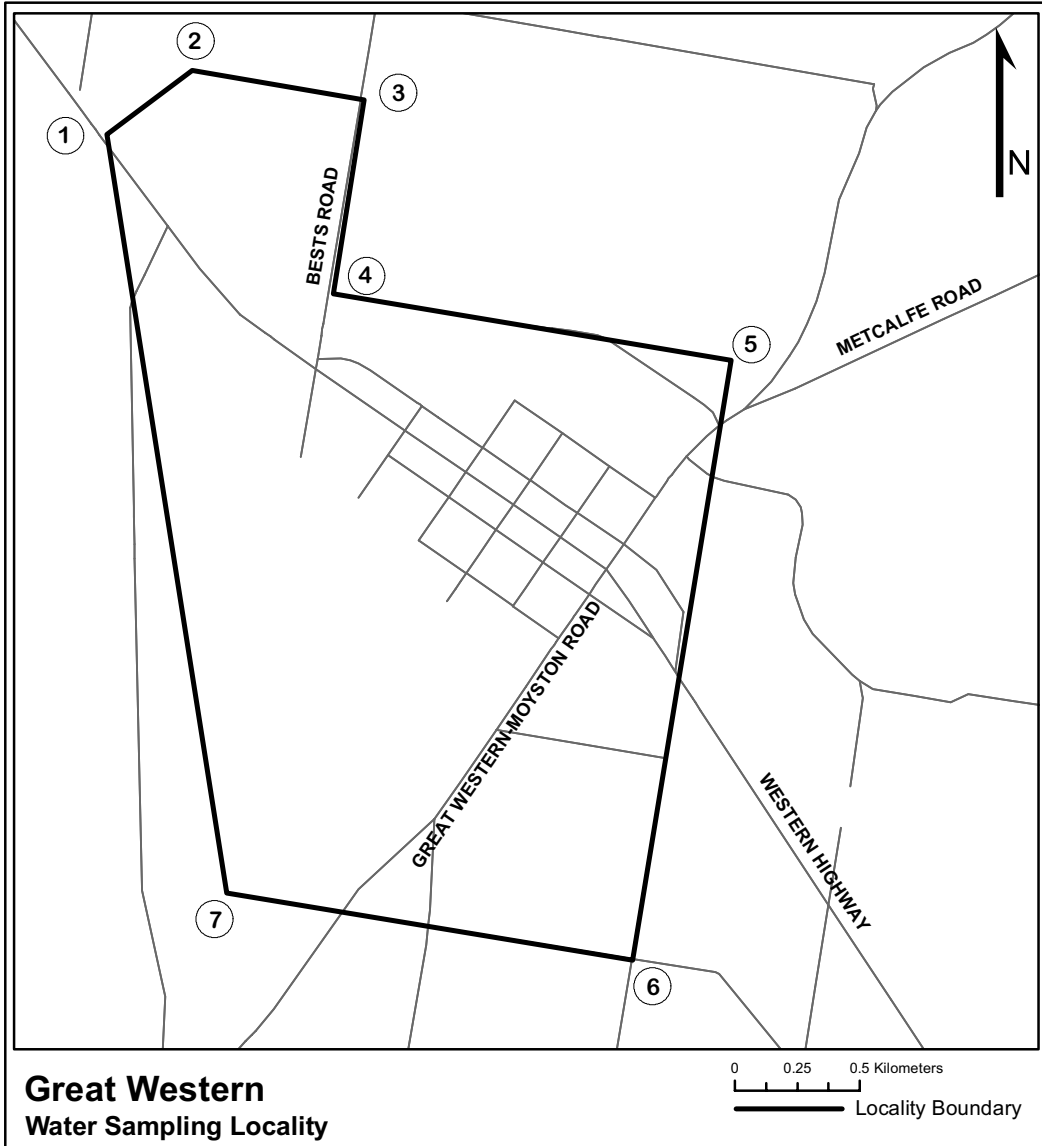 2
3
1
N
BESTS ROAD
4
METCALFE ROAD
5
GREAT WESTERN-MOYSTON ROAD
WESTERN HIGHWAY
7
6
Great Western
Water Sampling Locality
0 0.25 0.5 Kilometers
Locality Boundary